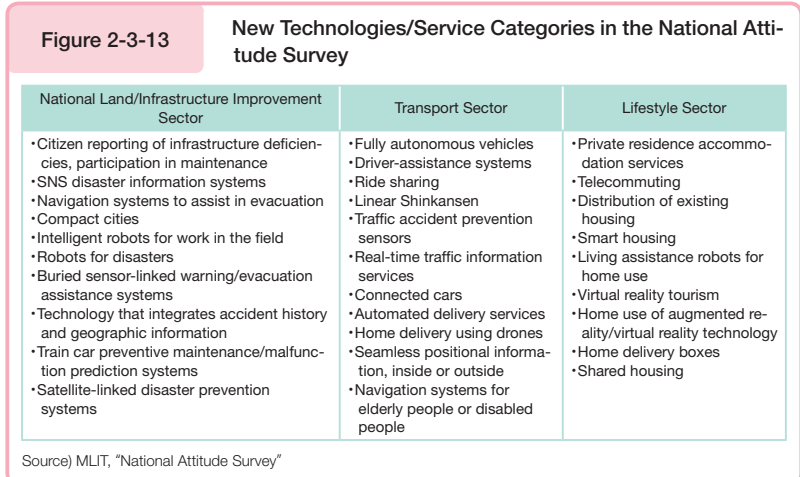 Figure 2-3-13
New Technologies/Service Categories in the National Atti-
tude Survey
National Land/Infrastructure Improvement
Sector
・Citizen reporting of infrastructure deficien-
cies, participation in maintenance
・SNS disaster information systems
・Navigation systems to assist in evacuation
・Compact cities
・Intelligent robots for work in the field
・Robots for disasters
・Buried sensor-linked warning/evacuation
assistance systems
・Technology that integrates accident history
and geographic information
・Train car preventive maintenance/malfunc-
tion prediction systems
・Satellite-linked disaster prevention
systems
Transport Sector
・Fully autonomous vehicles
・Driver-assistance systems
・Ride sharing
・Linear Shinkansen
・Traffic accident prevention
sensors
・Real-time traffic information
services
・Connected cars
・Automated delivery services
・Home delivery using drones
・Seamless positional informa-
tion, inside or outside
・Navigation systems for
elderly people or disabled
people
Lifestyle Sector
・Private residence accommo-
dation services
・Telecommuting
・Distribution of existing
housing
・Smart housing
・Living assistance robots for
home use
・Virtual reality tourism
・Home use of augmented re-
ality/virtual reality technology
・Home delivery boxes
・Shared housing
Source) MLIT, “National Attitude Survey”